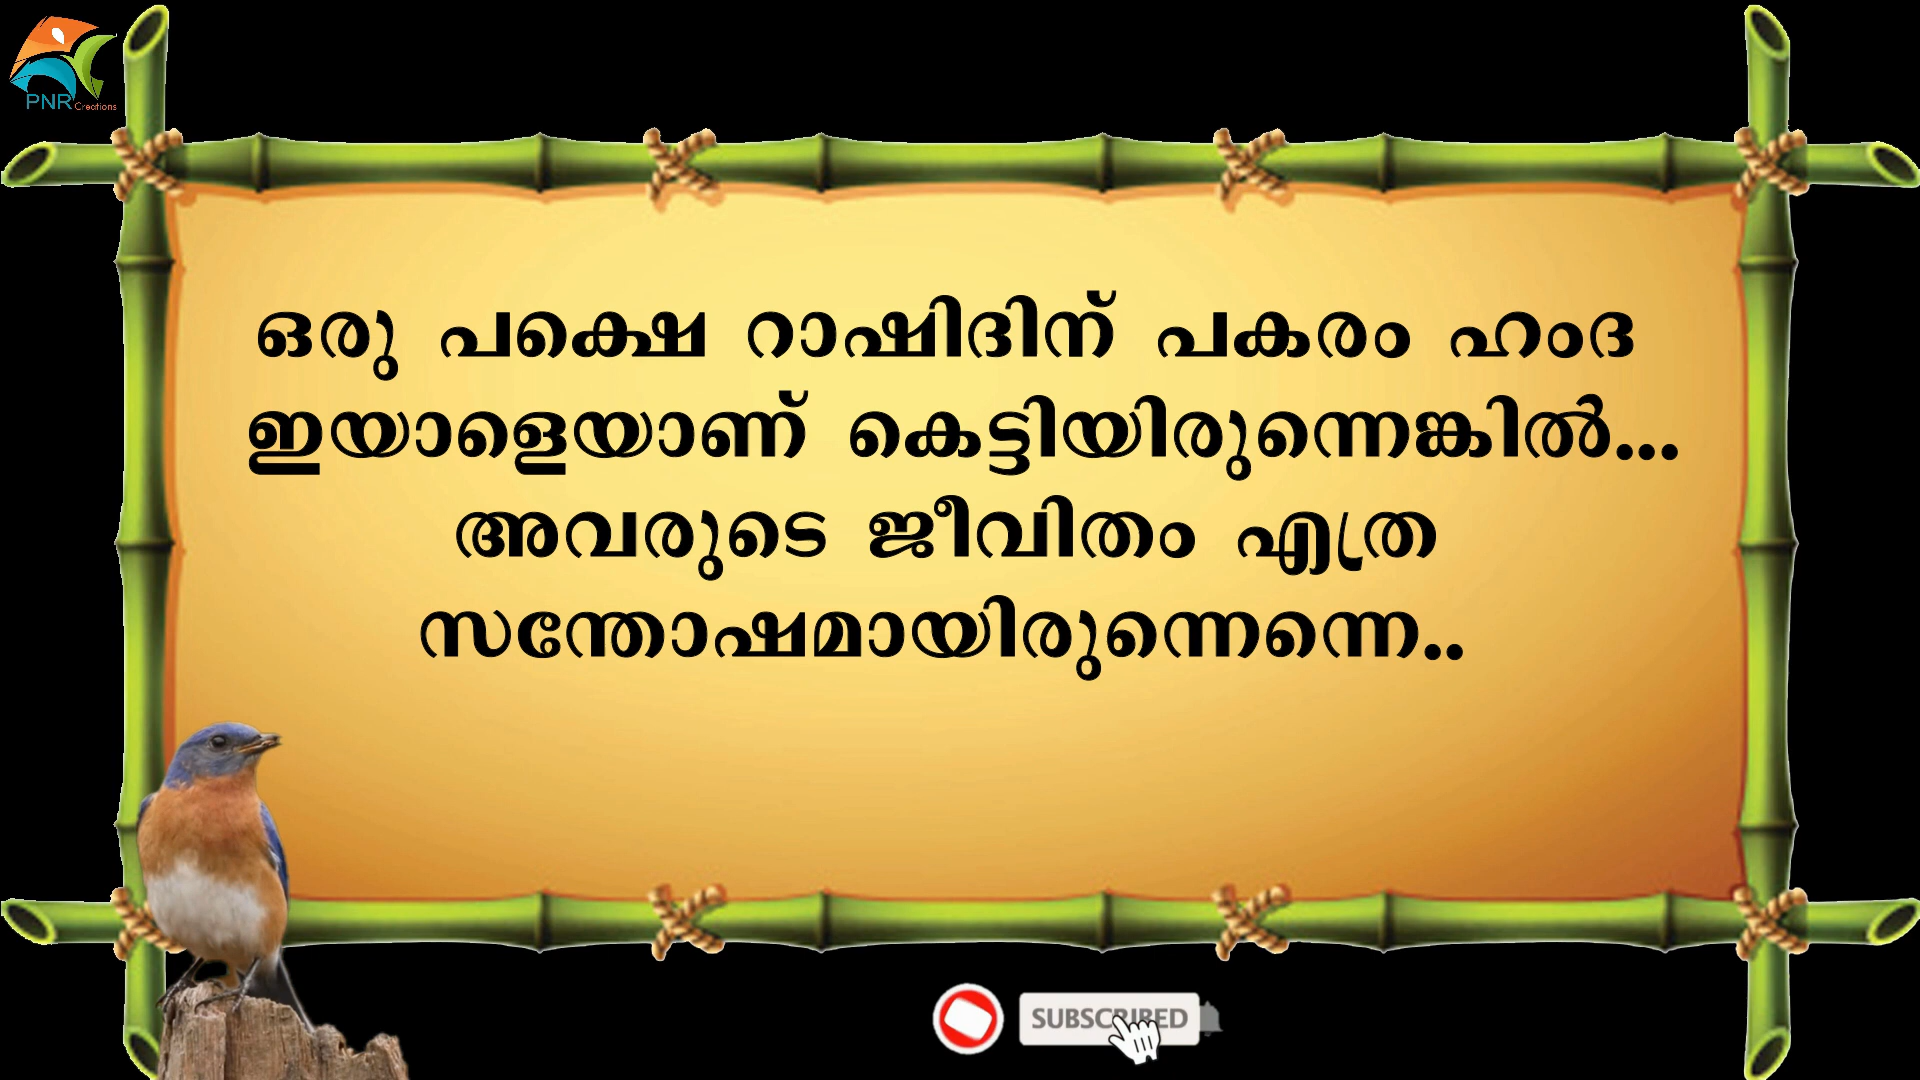 PNR Creations
ഒരു പക്ഷെ റാഷിദിന് പകരം ഹംദ
ഇയാളെയാണ് കെട്ടിയിരുന്നെങ്കിൽ...
അവരുടെ ജീവിതം എത്ര
സന്തോഷമായിരുന്നെന്നെ..
SUBSCRIBED